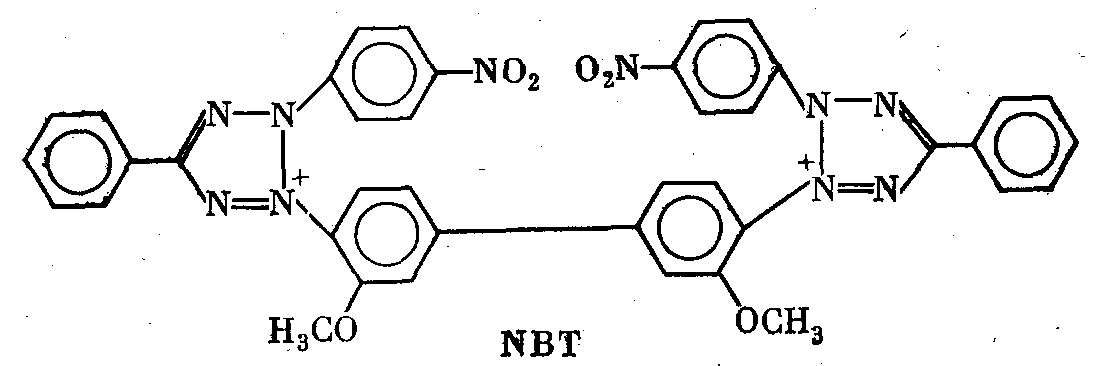 NO₂ O₂N
N N N N
+ +
N N N N
H₃CO OCH₃
NBT